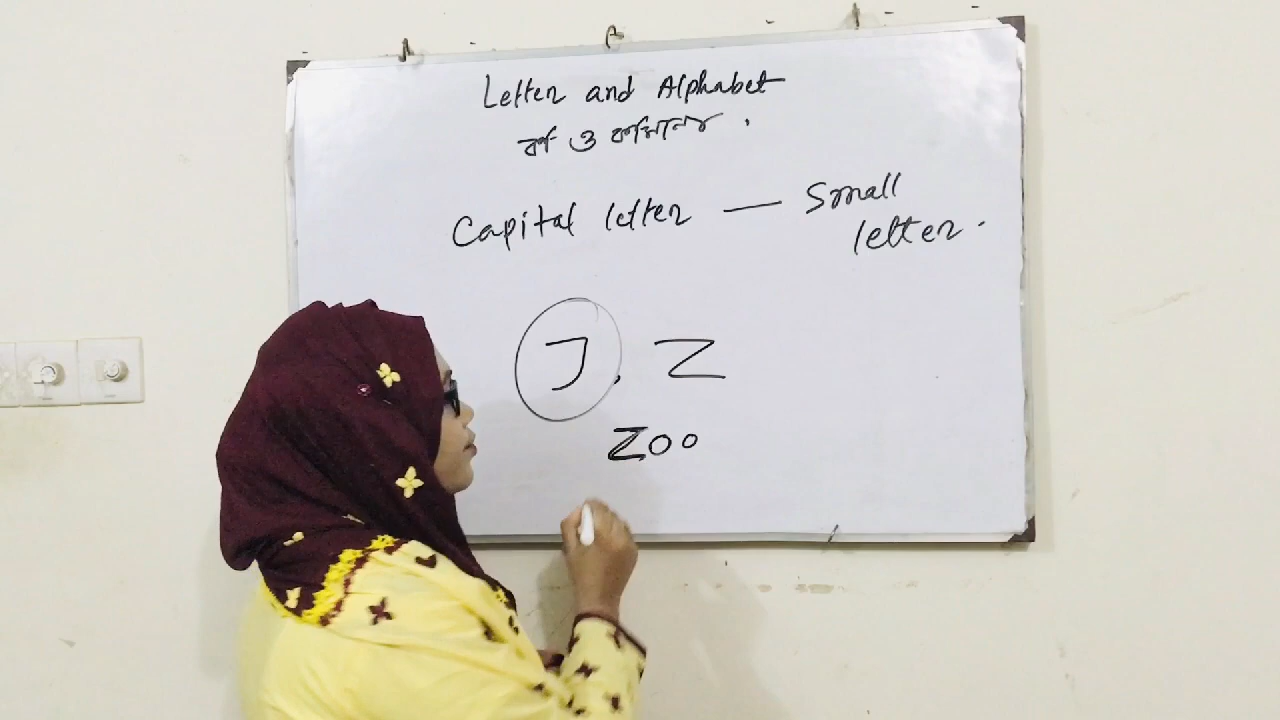 Letter and Alphabet
বর্ণ ও বর্ণমালা .
Capital letter — Small
letter .
J . Z
Zoo